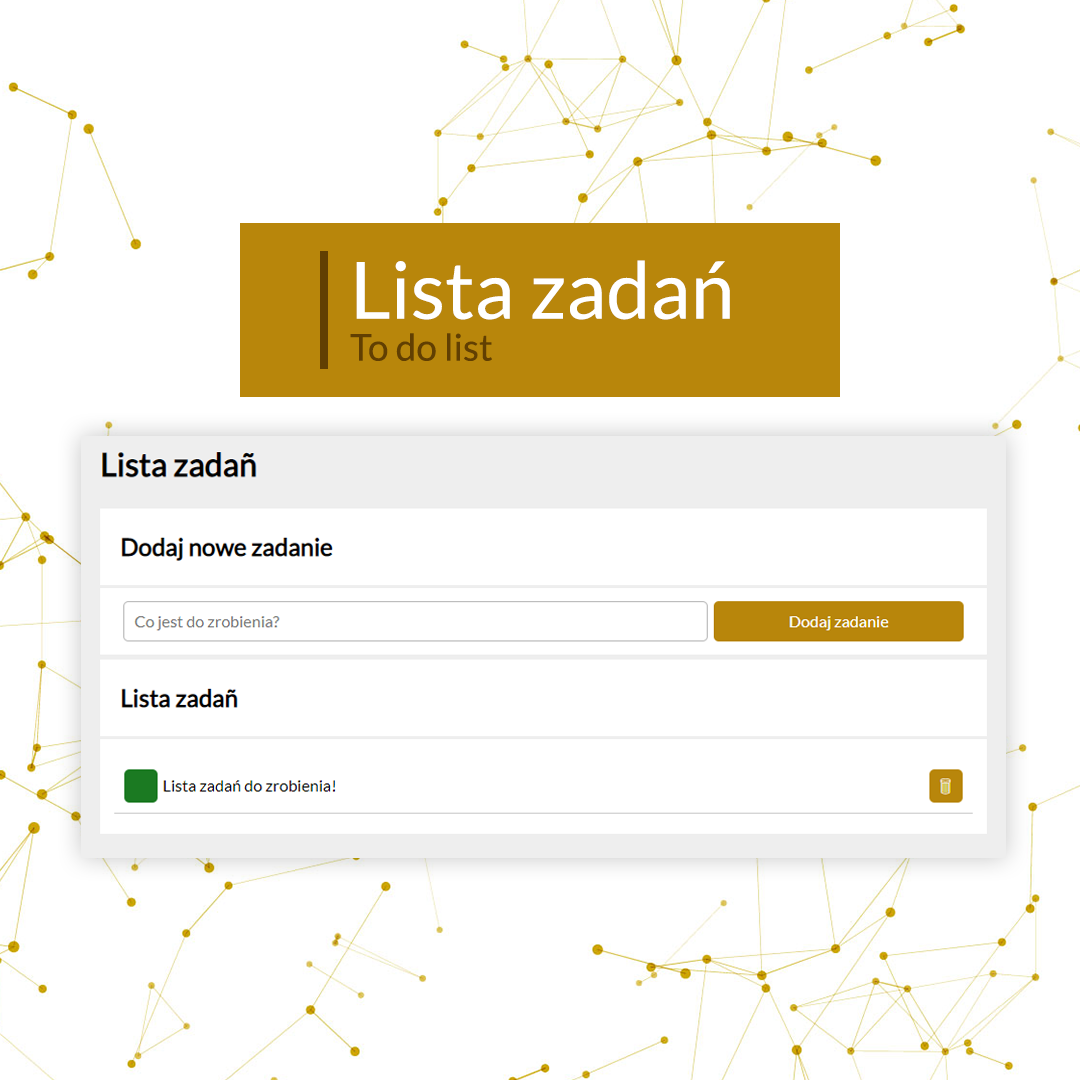 Lista zadań
To do list
Lista zadañ
Dodaj nowe zadanie
Co jest do zrobienia?
Dodaj zadanie
Lista zadañ
Lista zadań do zrobienia!